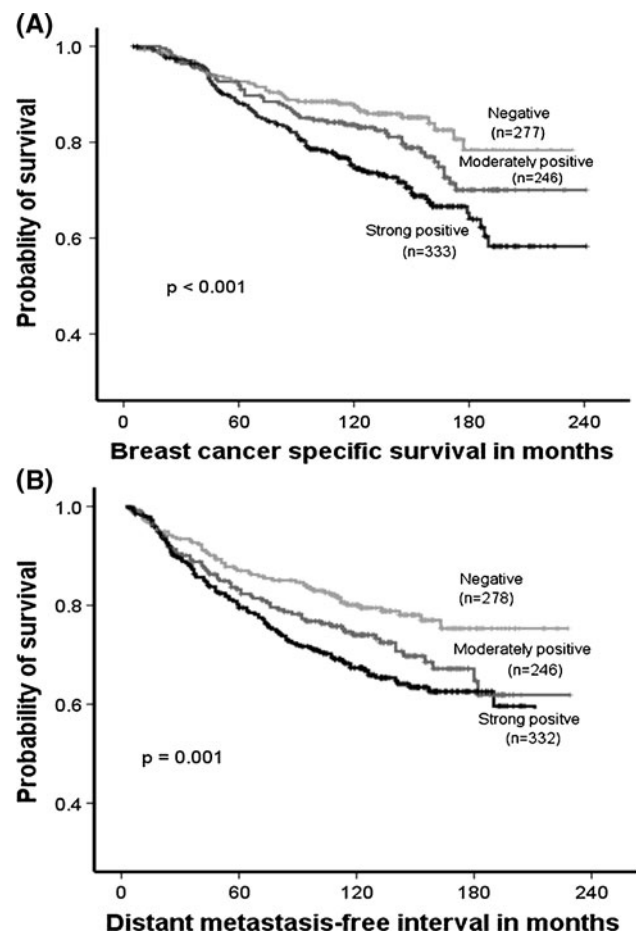 (A)
1.0
0.8
0.6
0.4
Probablity of survival
Negative
(n=277)
Moderately positive
(n=246)
Strong positive
(n=333)
p < 0.001
0 60 120 180 240
Breast cancer specific survival in months
(B)
1.0
0.8
0.6
0.4
Probability of survival
Negative
(n=278)
Moderately positive
(n=246)
Strong positve
(n=332)
p = 0.001
0 60 120 180 240
Distant metastasis-free interval in months